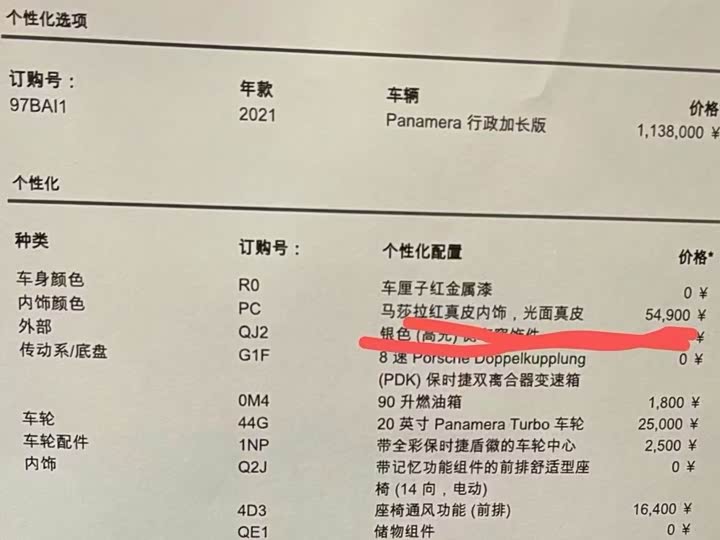 个性化选项
订购号： 年款 车辆 价格
97BAI1 2021 Panamera 行政加长版 1,138,000 ¥
个性化
种类 订购号： 个性化配置 价格*
车身颜色 R0 车厘子红金属漆 0 ¥
内饰颜色 PC 马莎拉红真皮内饰，光面真皮 54,900 ¥
外部 QJ2 银色 (高光) 饰件 ¥
传动系/底盘 G1F 8 速 Porsche Doppelkupplung 0 ¥
(PDK) 保时捷双离合器变速箱
0M4 90 升燃油箱 1,800 ¥
车轮 44G 20 英寸 Panamera Turbo 车轮 25,000 ¥
车轮配件 1NP 带全彩保时捷盾徽的车轮中心 2,500 ¥
内饰 Q2J 带记忆功能组件的前排舒适型座 0 ¥
椅 (14 向，电动)
4D3 座椅通风功能 (前排) 16,400 ¥
QE1 储物组件 0 ¥